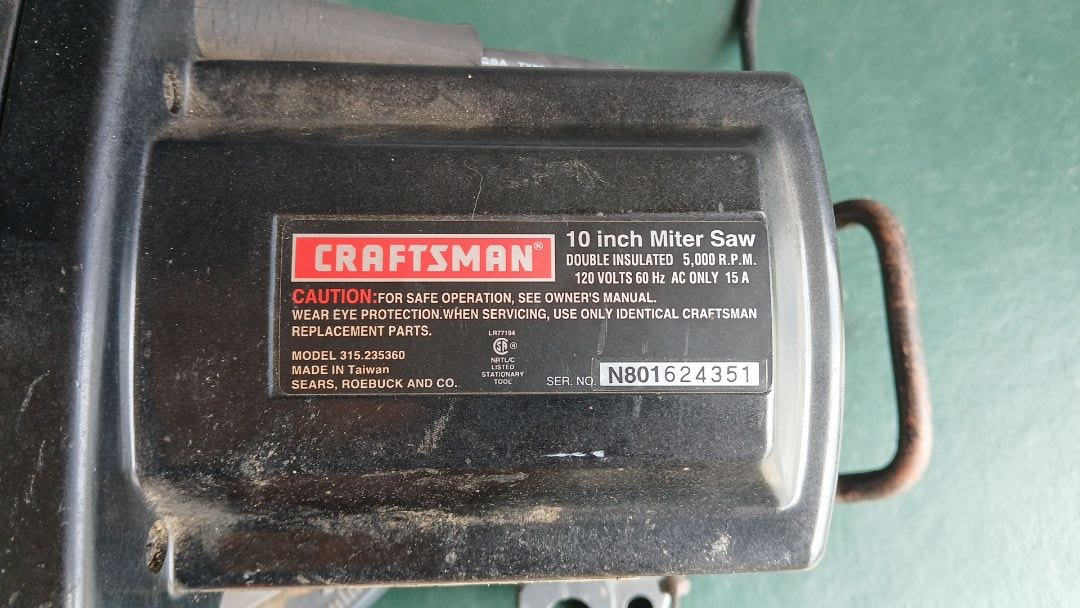 CRAFTSMAN®
10 inch Miter Saw
DOUBLE INSULATED 5,000 R.P.M.
120 VOLTS 60 Hz AC ONLY 15 A
CAUTION:FOR SAFE OPERATION, SEE OWNER'S MANUAL.
WEAR EYE PROTECTION.WHEN SERVICING, USE ONLY IDENTICAL CRAFTSMAN
REPLACEMENT PARTS.
MODEL 315.235360
MADE IN Taiwan
SEARS, ROEBUCK AND CO.
LR77194
SA ®
NRTL/C
LISTED
STATIONARY
TOOL
SER. NO. N801624351